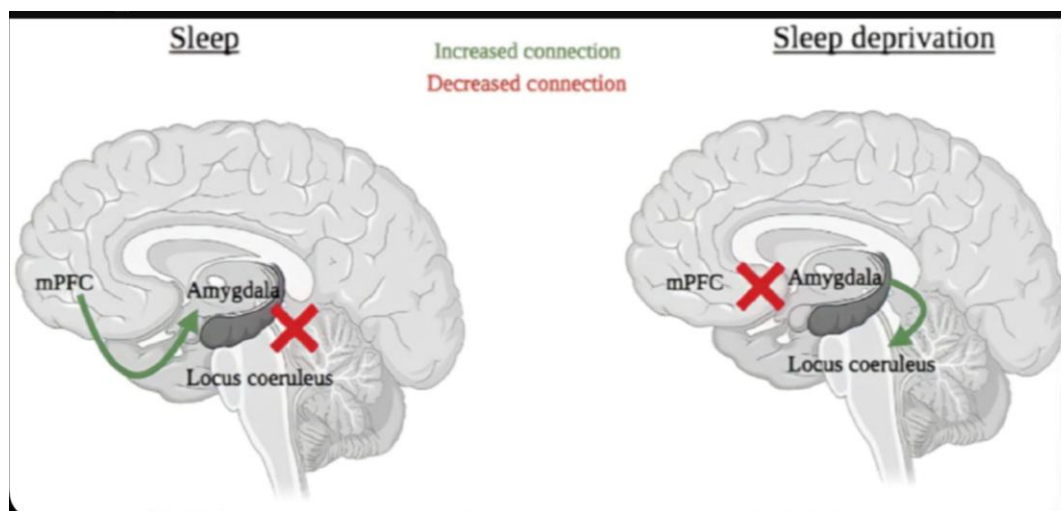 Sleep
Increased connection
Decreased connection
Sleep deprivation
mPFC
Amygdala
Locus coeruleus
mPFC
Amygdala
Locus coeruleus